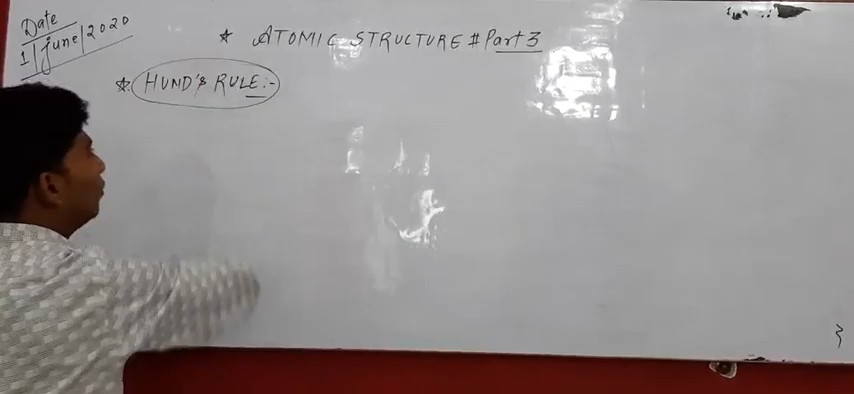 Date
1/June/2020
* ATOMIC STRUCTURE # Part 3
* HUND'S RULE:-